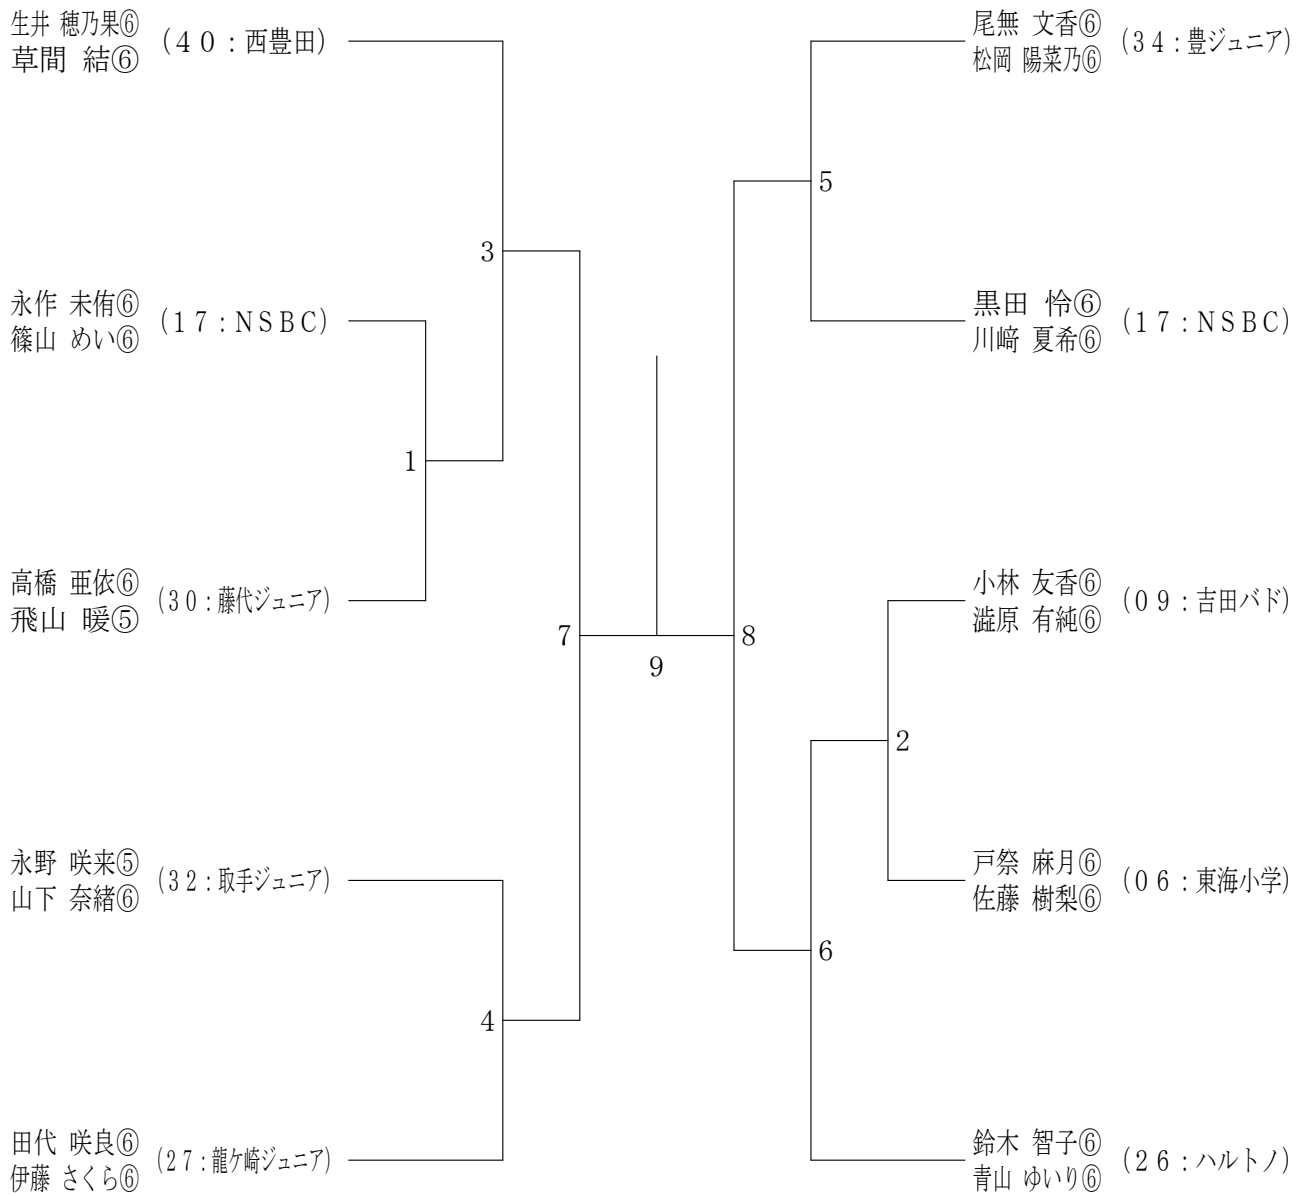 生井 穂乃果⑥
草間 結⑥
(４０：西豊田)
永作 未侑⑥
篠山 めい⑥
(１７：ＮＳＢＣ)
高橋 亜依⑥
飛山 暖⑤
(３０：藤代ジュニア)
永野 咲来⑤
山下 奈緒⑥
(３２：取手ジュニア)
田代 咲良⑥
伊藤 さくら⑥
(２７：龍ケ崎ジュニア)
3
1
4
7
9
8
5
2
6
尾無 文香⑥
松岡 陽菜乃⑥
(３４：豊ジュニア)
黒田 怜⑥
川﨑 夏希⑥
(１７：ＮＳＢＣ)
小林 友香⑥
澁原 有純⑥
(０９：吉田バド)
戸祭 麻月⑥
佐藤 樹梨⑥
(０６：東海小学)
鈴木 智子⑥
青山 ゆいり⑥
(２６：ハルトノ)